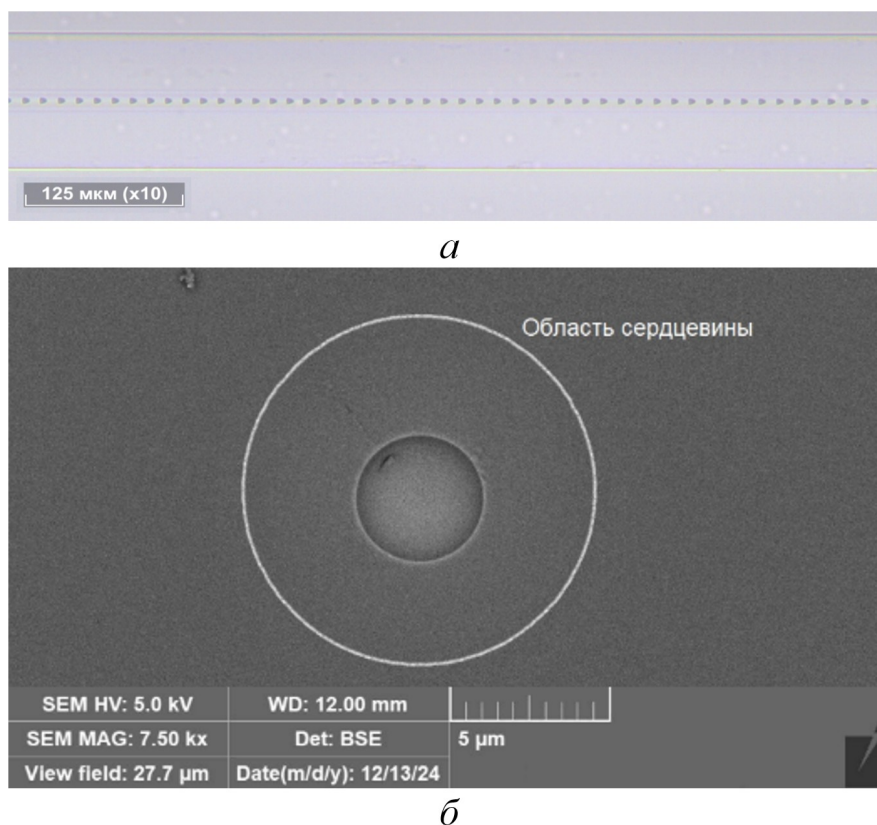 125 мкм (x10)
а
Область сердцевины
SEM HV: 5.0 kV
WD: 12.00 mm
SEM MAG: 7.50 kx
Det: BSE
5 μm
View field: 27.7 μm
Date(m/d/y): 12/13/24
б